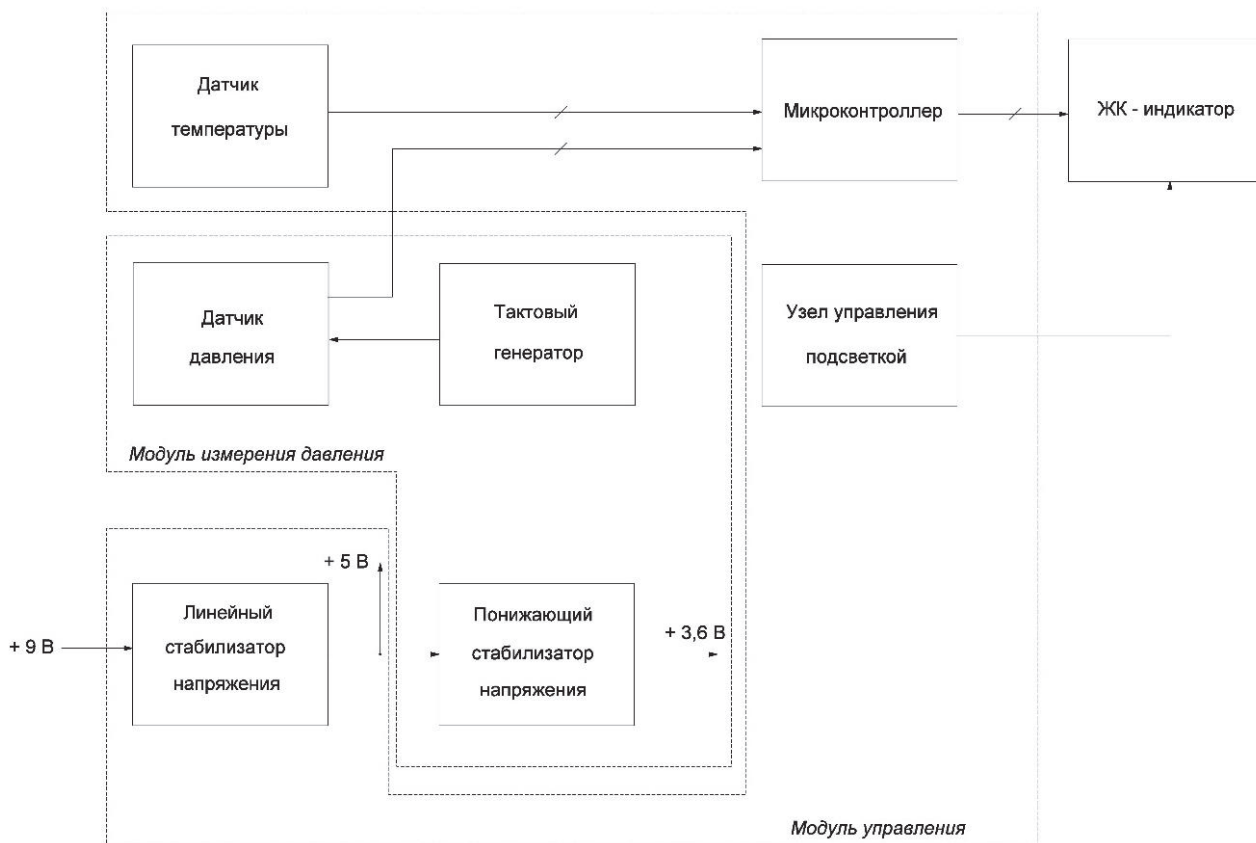 Датчик
температуры
Микроконтроллер
ЖК - индикатор
Датчик
давления
Тактовый
генератор
Узел управления
подсветкой
Модуль измерения давления
+ 5 В
+ 9 В
Линейный
стабилизатор
напряжения
Понижающий
стабилизатор
напряжения
+ 3,6 В
Модуль управления